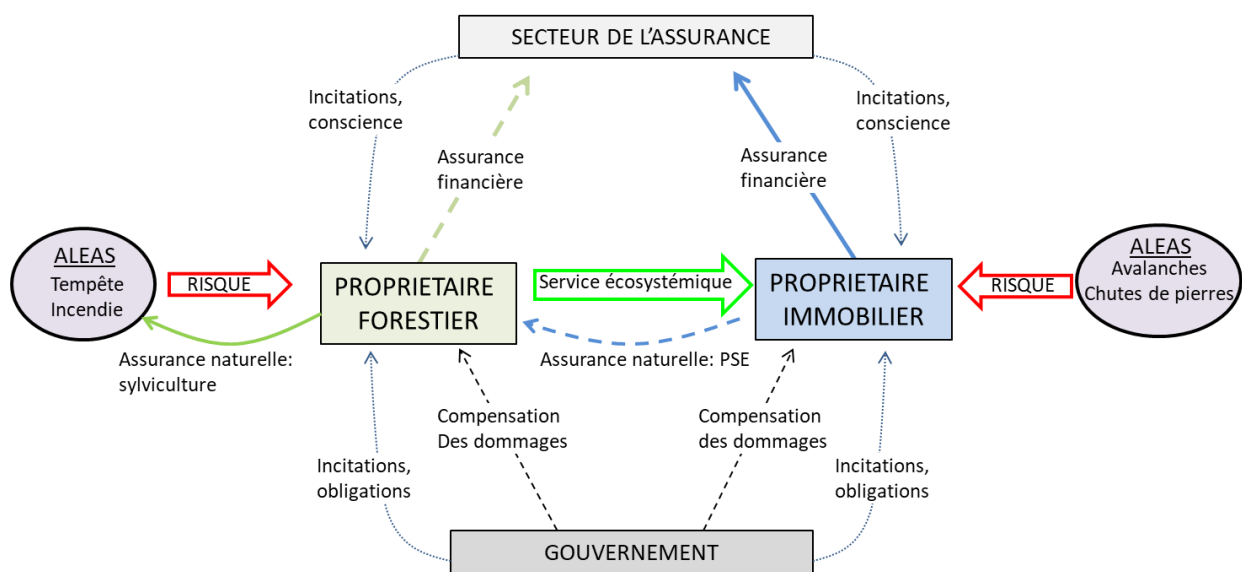 SECTEUR DE L'ASSURANCE
Incitations,
conscience
Incitations,
conscience
Assurance
financière
Assurance
financière
ALEAS
Tempête
Incendie
RISQUE
PROPRIETAIRE
FORESTIER
Service écosystémique
PROPRIETAIRE
IMMOBILIER
RISQUE
ALEAS
Avalanches
Chutes de pierres
Assurance naturelle:
sylviculture
Assurance naturelle: PSE
Compensation
Des dommages
Compensation
des dommages
Incitations,
obligations
Incitations,
obligations
GOUVERNEMENT